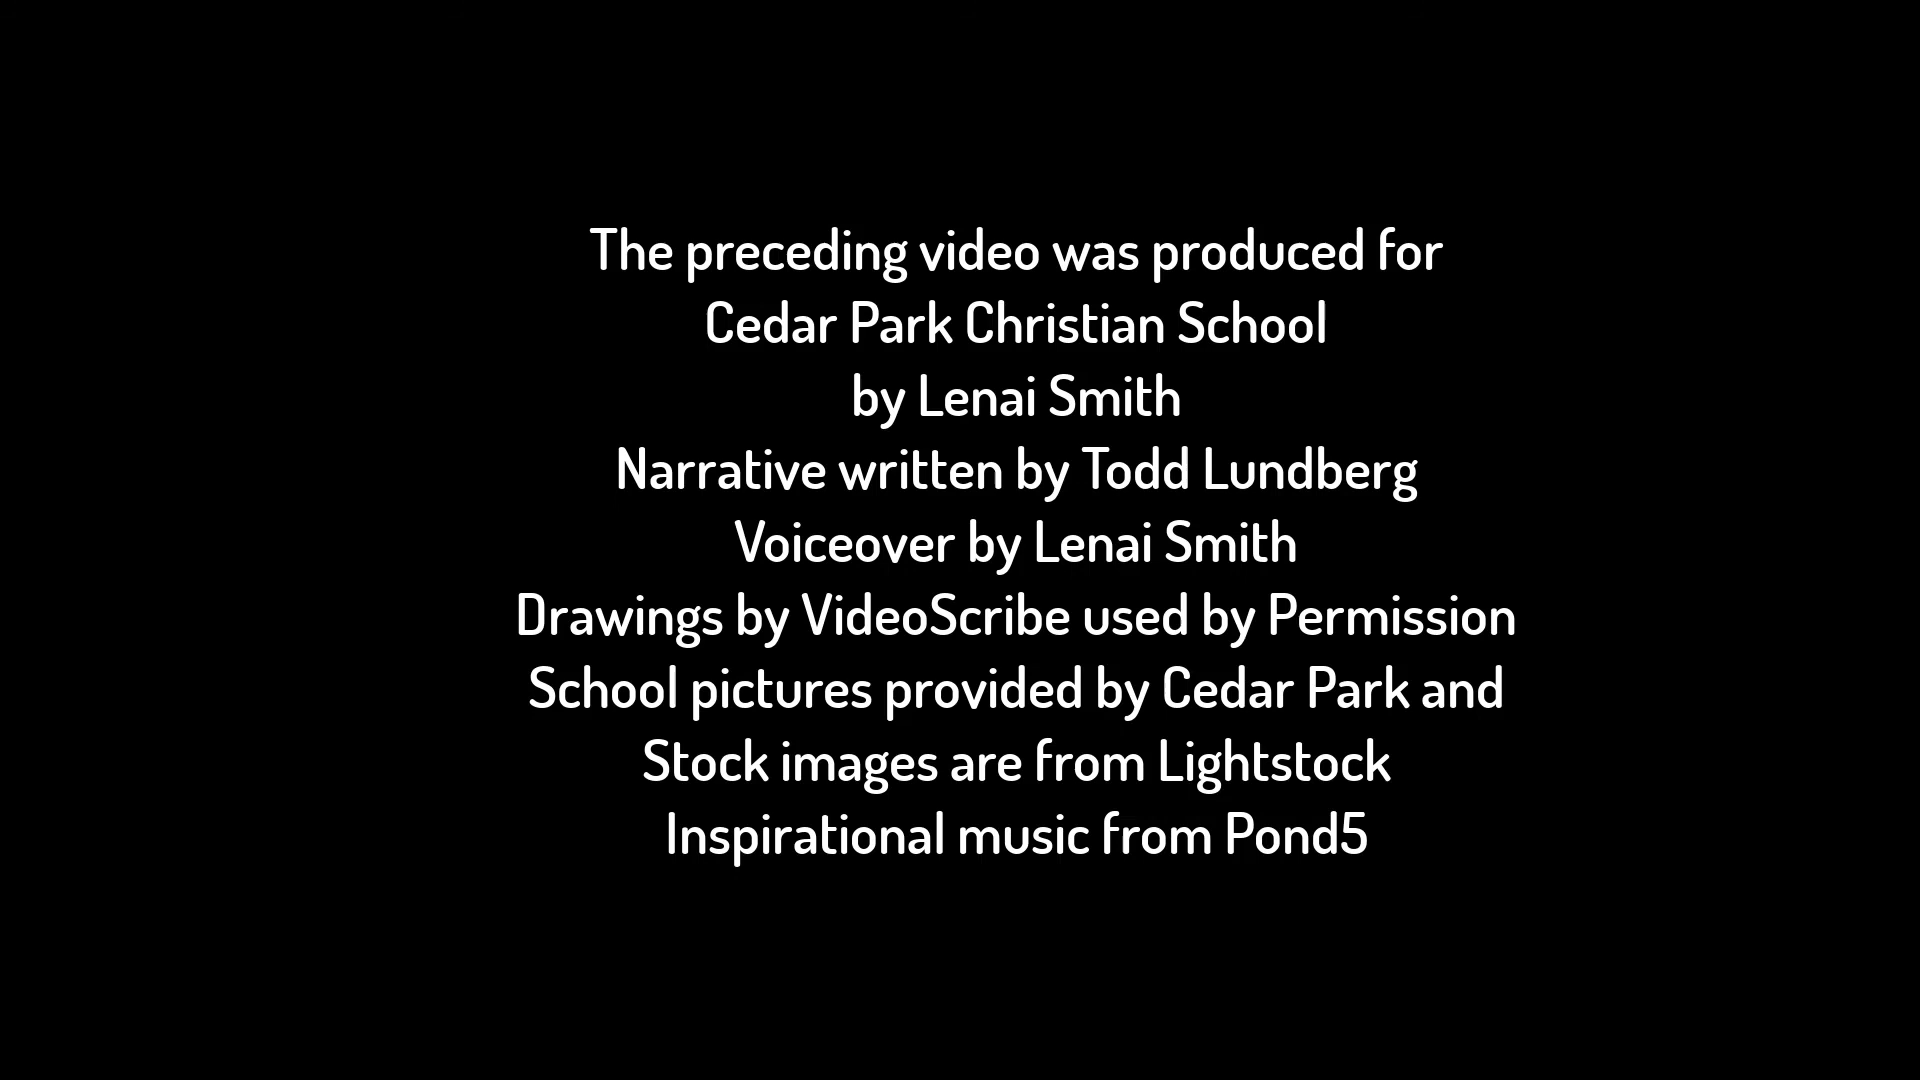 The preceding video was produced for
Cedar Park Christian School
by Lenai Smith
Narrative written by Todd Lundberg
Voiceover by Lenai Smith
Drawings by VideoScribe used by Permission
School pictures provided by Cedar Park and
Stock images are from Lightstock
Inspirational music from Pond5